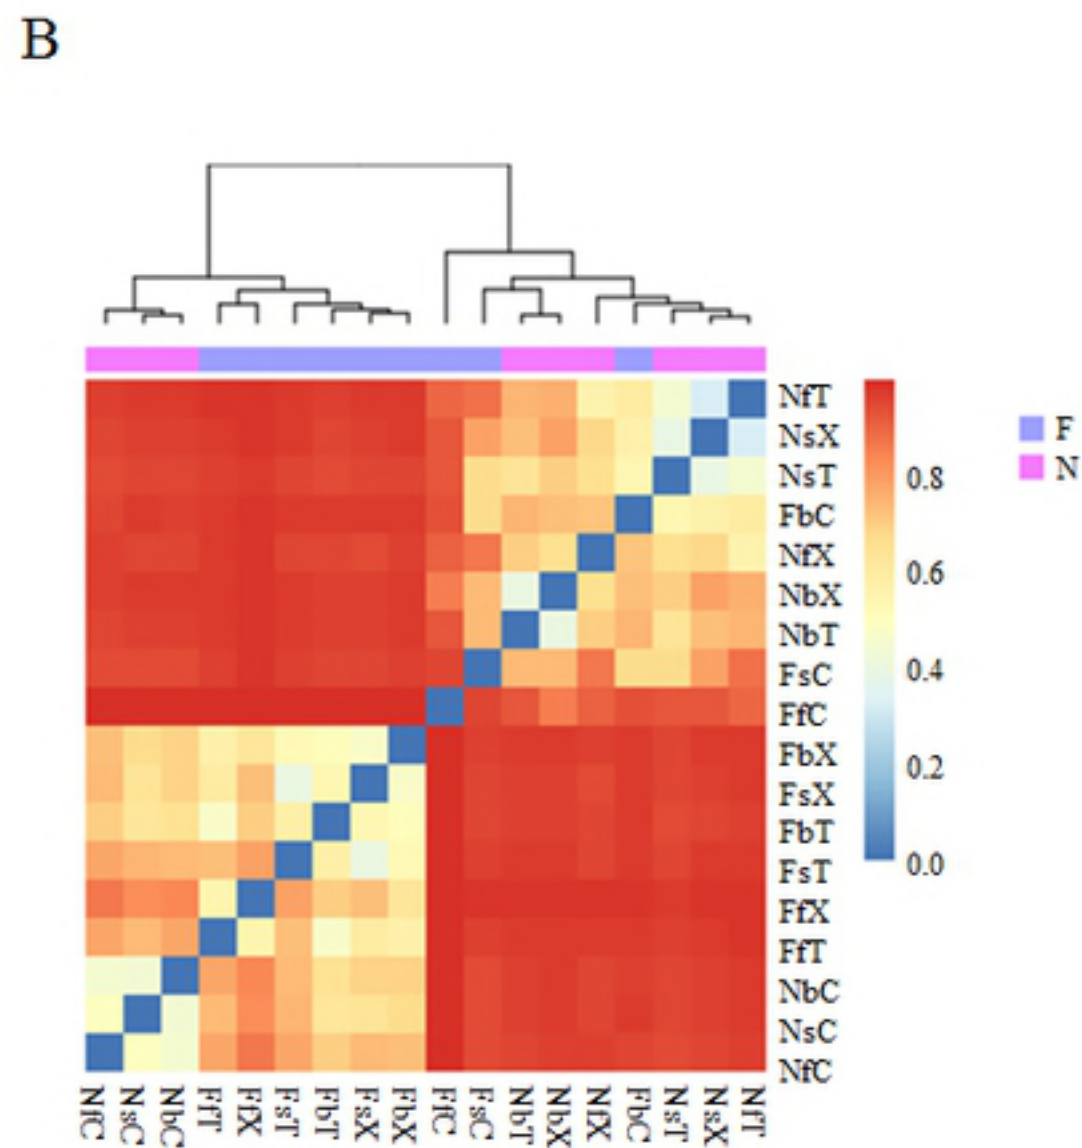 B
NfT
NsX
NsT
FbC
NfX
NbX
NbT
FsC
FfC
FbX
FsX
FbT
FsT
FfX
FfT
NbC
NsC
NfC
0.8
0.6
0.4
0.2
0.0
F
N
NfC NsC NbC FfT FfX FsT FbT FsX FbX FfC FsC NbT NbX NfX FbC NsT NsX NfT